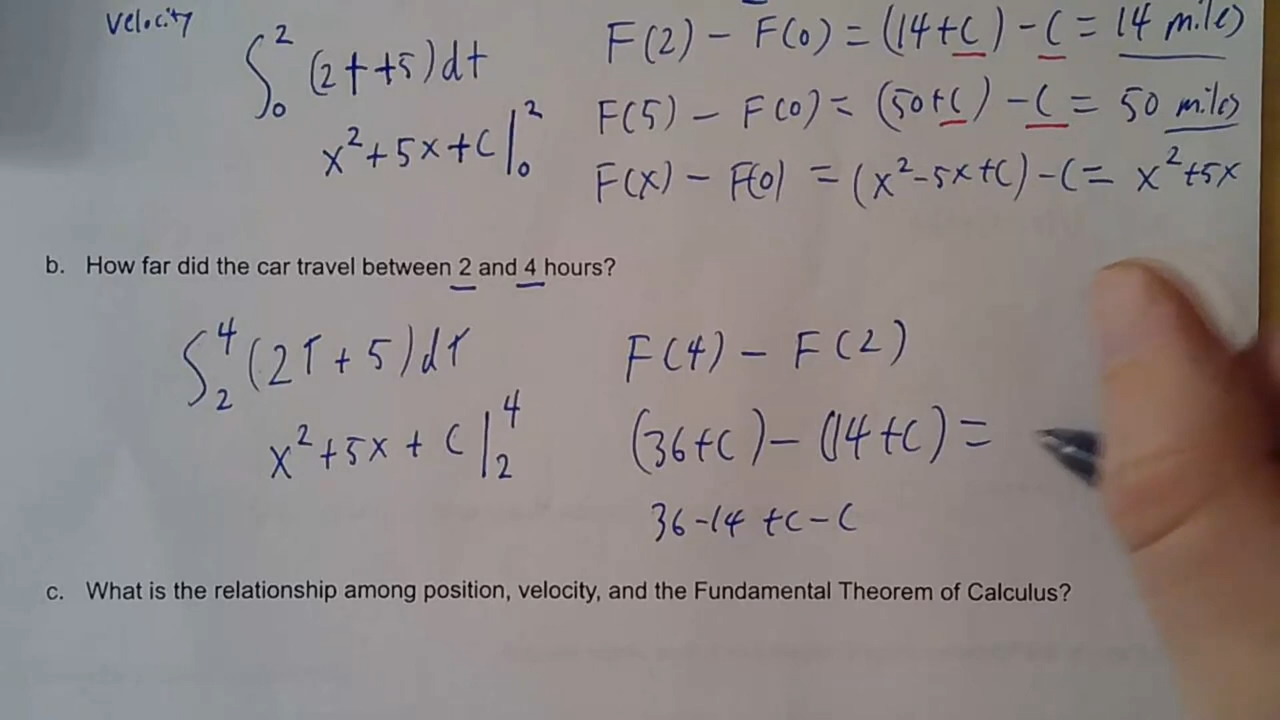 velocity
∫₀² (2t+5)dt
x²+5x+C|₀²
F(2) - F(0) = (14+C) - C = 14 miles
F(5) - F(0) = (50+C) - C = 50 miles
F(x) - F(0) = (x²-5x+C) - C = x²+5x
b. How far did the car travel between 2 and 4 hours?
∫₂⁴ (2t+5)dt
x²+5x+C|₂⁴
F(4) - F(2)
(36+C) - (14+C) =
36-14 +C-C
c. What is the relationship among position, velocity, and the Fundamental Theorem of Calculus?